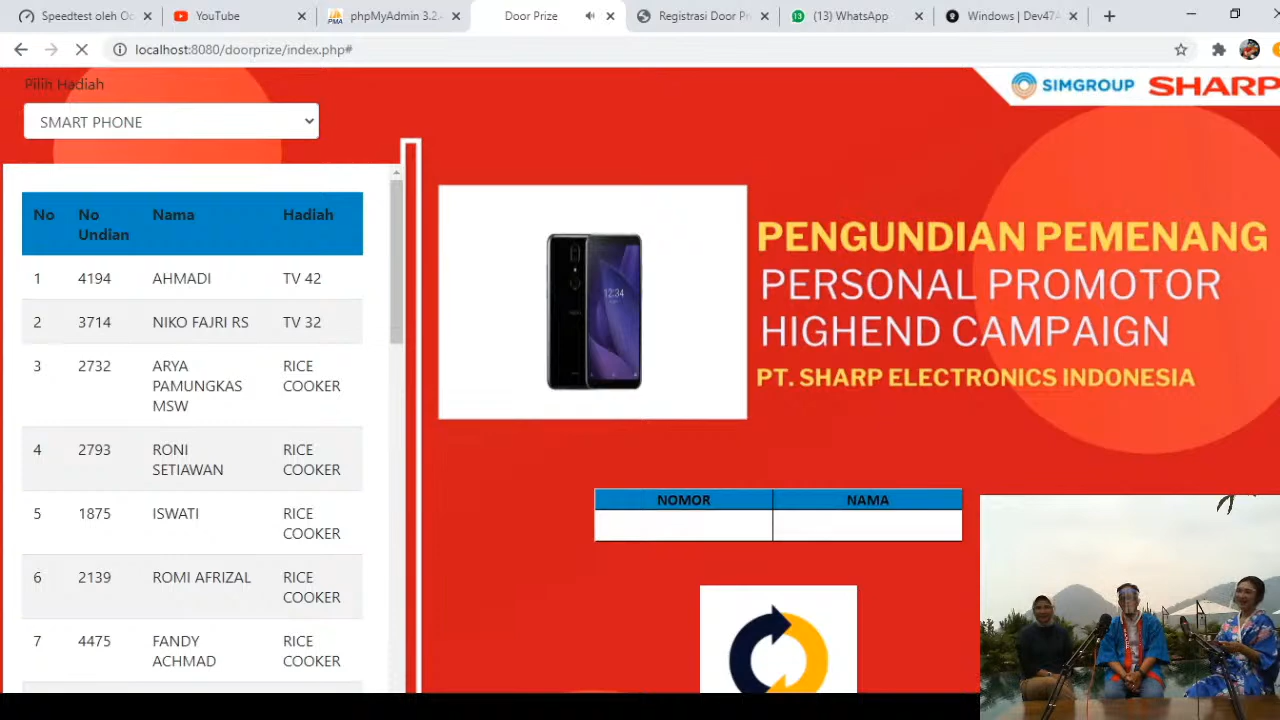 Speedtest oleh Oo
YouTube
phpMyAdmin 3.2.
Door Prize
Registrasi Door Pr
(13) WhatsApp
Windows | Dev47A
localhost:8080/doorprize/index.php#
Pilih Hadiah
SMART PHONE
SIMGROUP
SHARP
No
No Undian
Nama
Hadiah
1 4194 AHMADI TV 42
2 3714 NIKO FAJRI RS TV 32
3 2732 ARYA RICE
PAMUNGKAS COOKER
MSW
4 2793 RONI RICE
SETIAWAN COOKER
5 1875 ISWATI RICE
COOKER
6 2139 ROMI AFRIZAL RICE
COOKER
7 4475 FANDY RICE
ACHMAD COOKER
12:34
PENGUNDIAN PEMENANG
PERSONAL PROMOTOR
HIGHEND CAMPAIGN
PT. SHARP ELECTRONICS INDONESIA
NOMOR NAMA